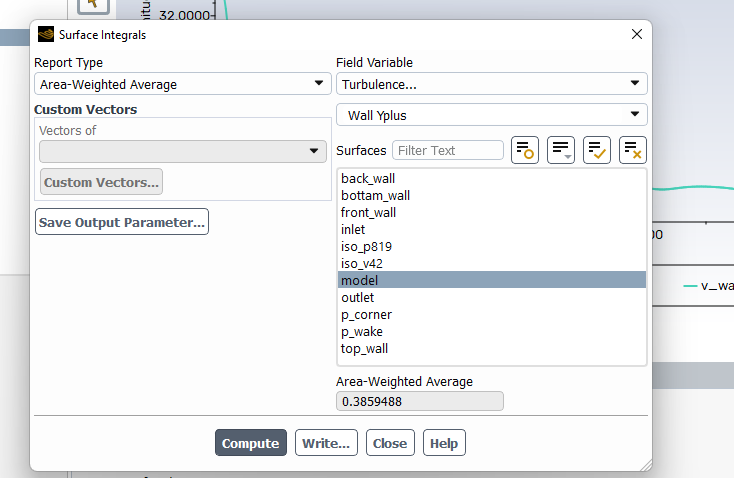 nitu
32.0000
Surface Integrals
Report Type
Field Variable
Area-Weighted Average
Turbulence...
Custom Vectors
Wall Yplus
Vectors of
Surfaces
Filter Text
Custom Vectors...
back_wall
bottam_wall
Save Output Parameter...
front_wall
inlet
00
iso_p819
iso_v42
model
v_wa
outlet
p_corner
p_wake
top_wall
Area-Weighted Average
0.3859488
Compute
Write...
Close
Help